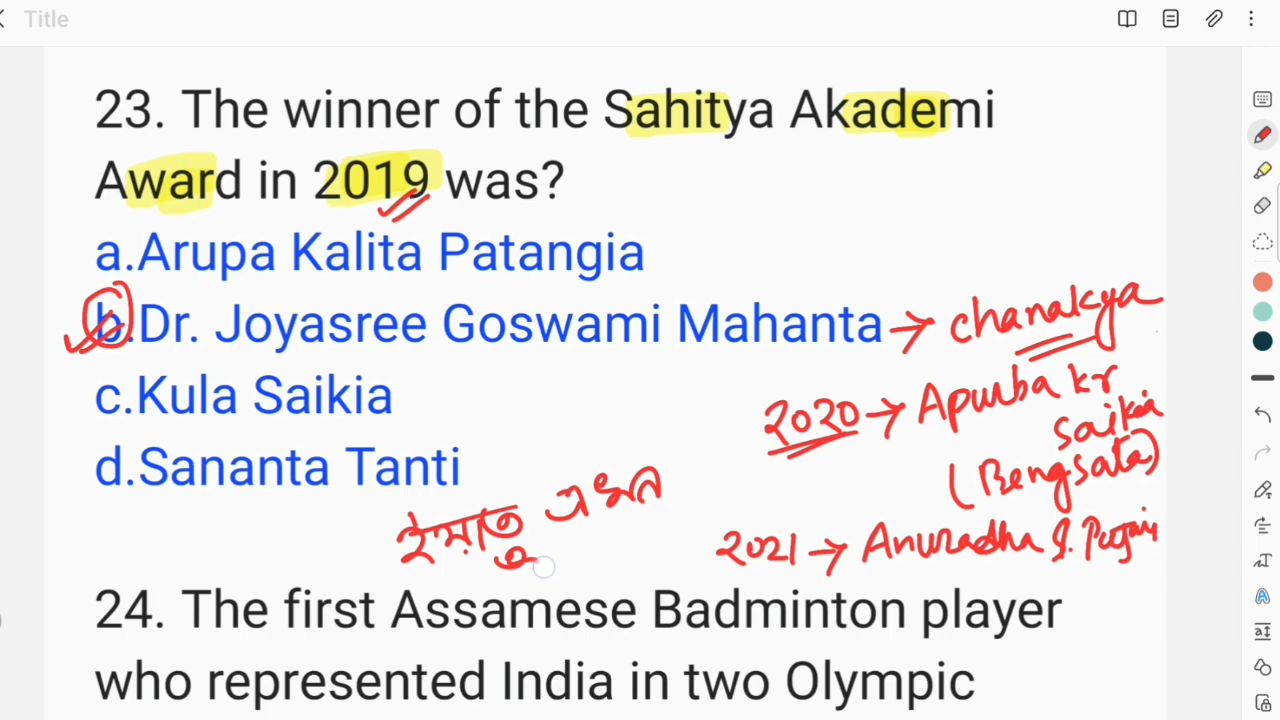 Title
23. The winner of the Sahitya Akademi
Award in 2019 was?
a.Arupa Kalita Patangia
b.Dr. Joyasree Goswami Mahanta → chanakya
c.Kula Saikia
2020 → Apurba kr
saikia
d.Sananta Tanti
(Bengsata)
2021 → Anuradha S.
24. The first Assamese Badminton player
who represented India in two Olympic